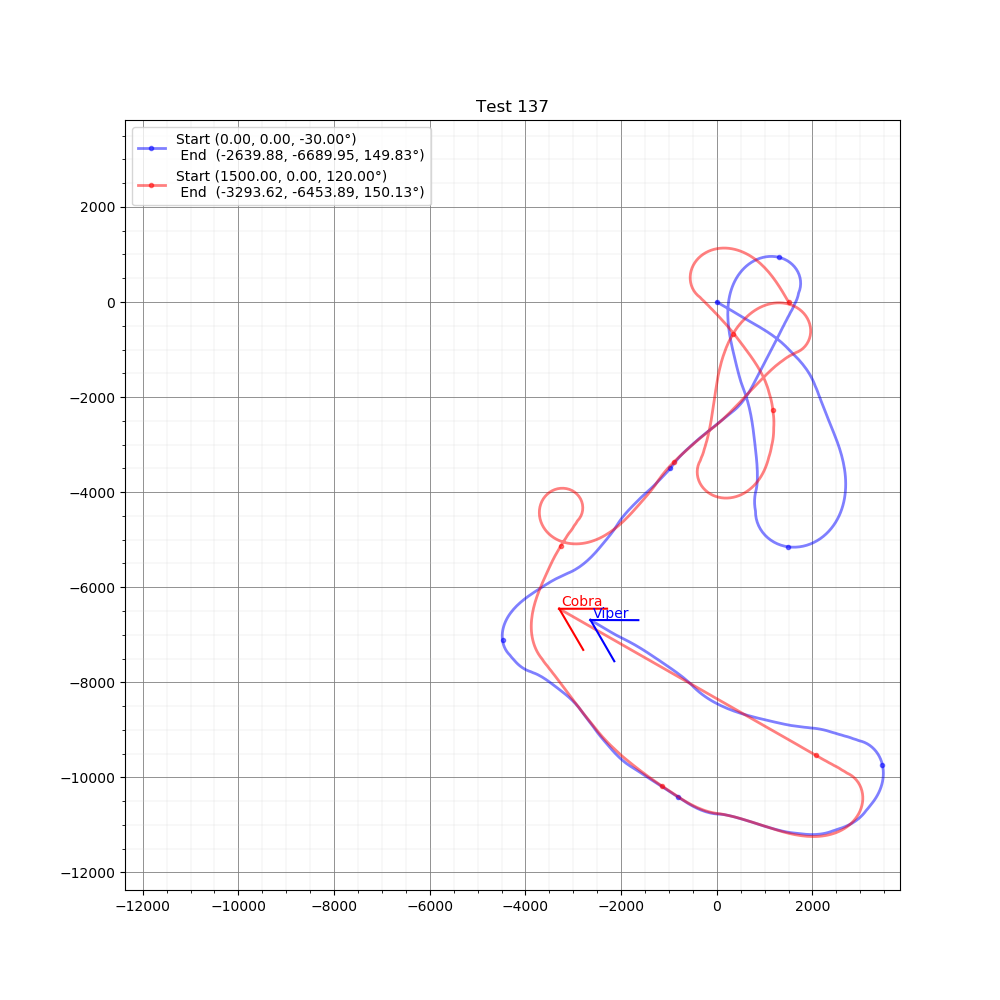 Test 137
Start (0.00, 0.00, -30.00°)
End (-2639.88, -6689.95, 149.83°)
Start (1500.00, 0.00, 120.00°)
End (-3293.62, -6453.89, 150.13°)
2000
0
−2000
−4000
−6000
−8000
−10000
−12000
Cobra
Viper
−12000 −10000 −8000 −6000 −4000 −2000 0 2000